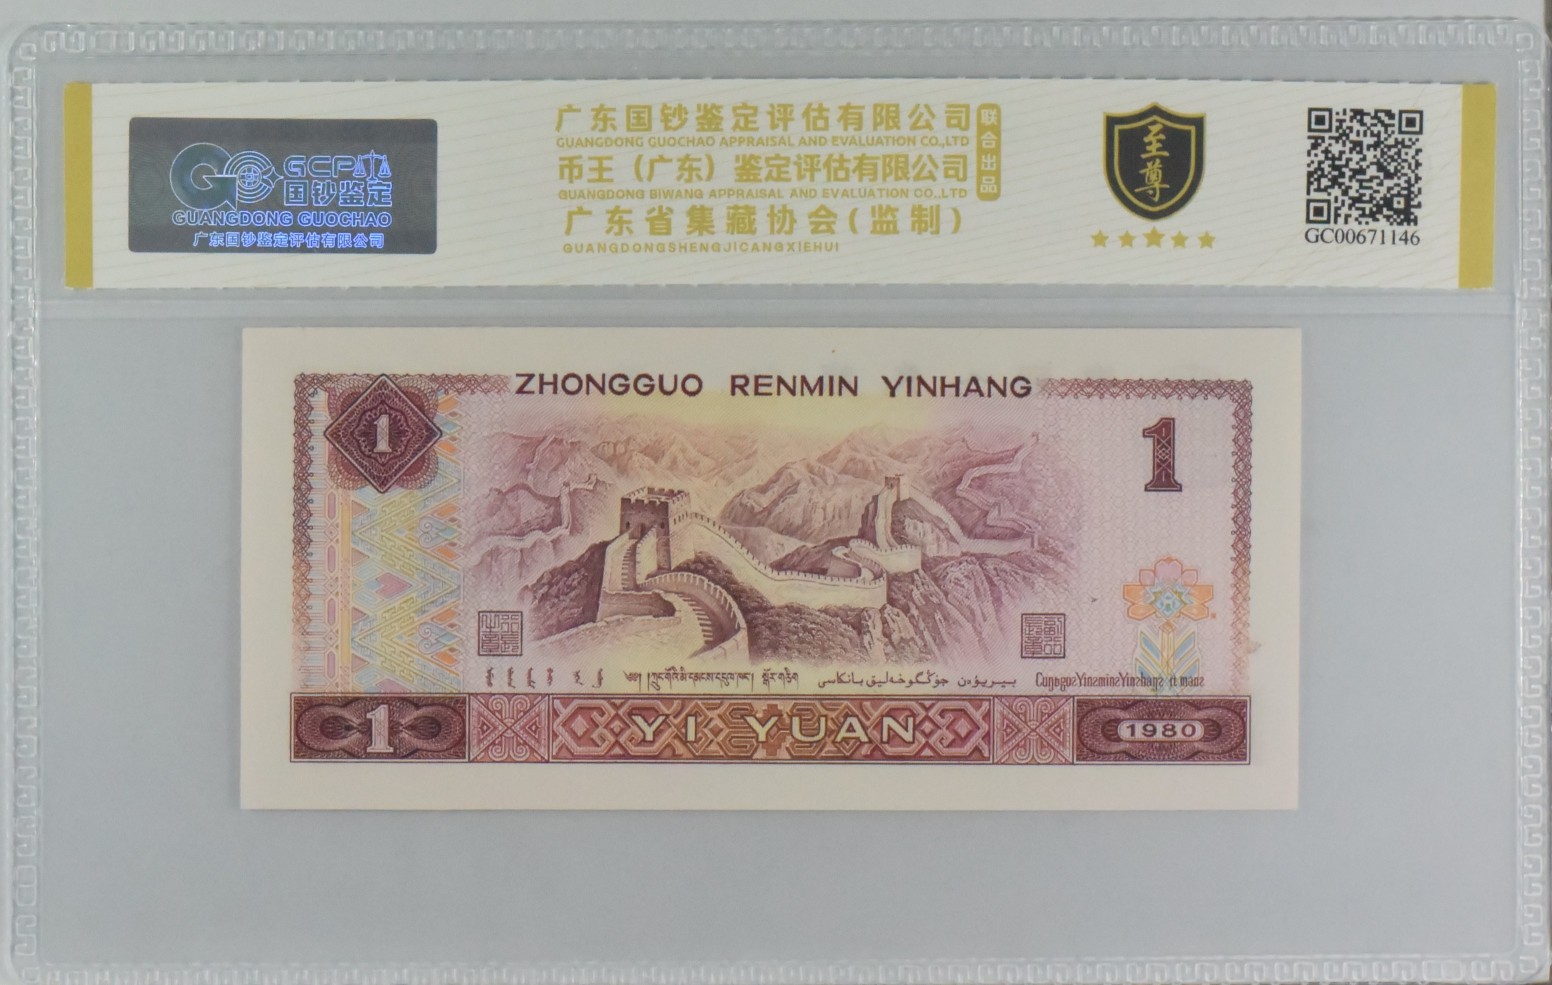 GCP
国钞鉴定
GUANGDONG GUOCHAO
广东国钞鉴定评估有限公司
广东国钞鉴定评估有限公司
GUANGDONG GUOCHAO APPRAISAL AND EVALUATION CO.,LTD
币王（广东）鉴定评估有限公司
GUANGDONG BIWANG APPRAISAL AND EVALUATION CO.,LTD
广东省集藏协会(监制)
GUANGDONGSHENGJICANGXIEHUI
联合出品
至尊
GC00671146
ZHONGGUO RENMIN YINHANG
1
1
YI YUAN
1
1980